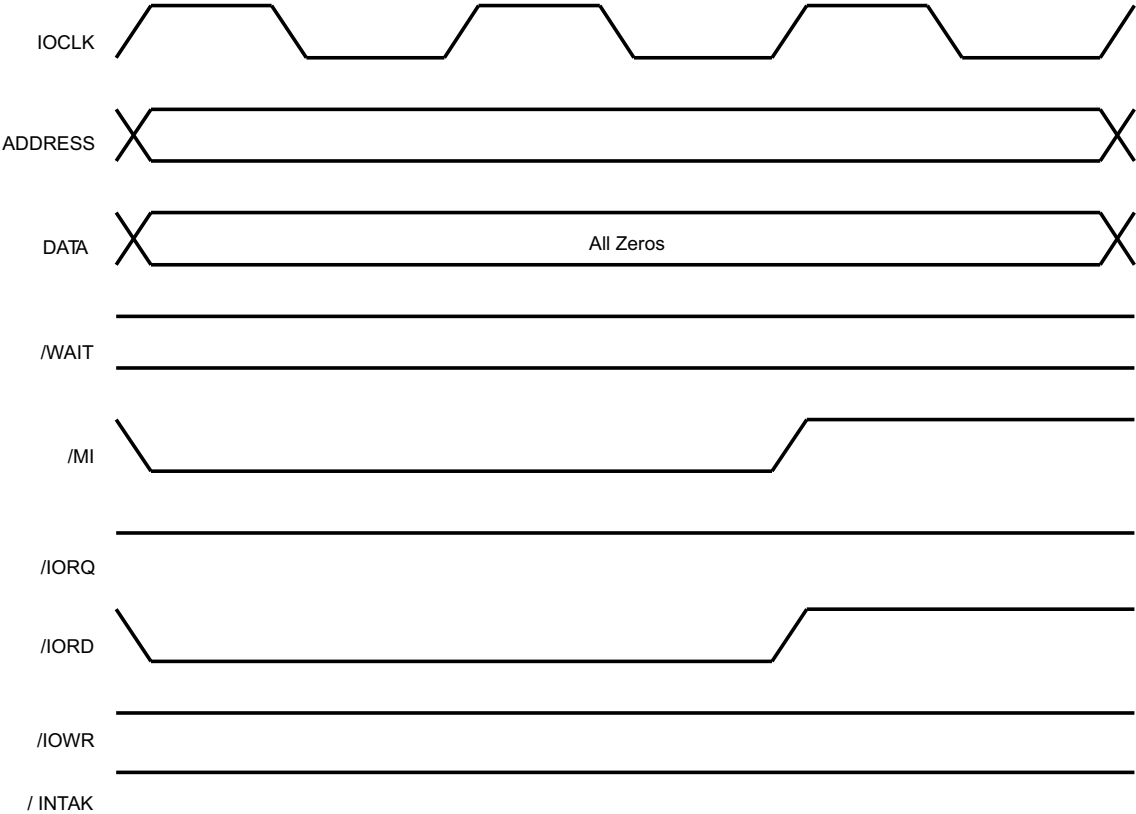 IOCLK
ADDRESS
DATA
All Zeros
/WAIT
/MI
/IORQ
/IORD
/IOWR
/ INTAK